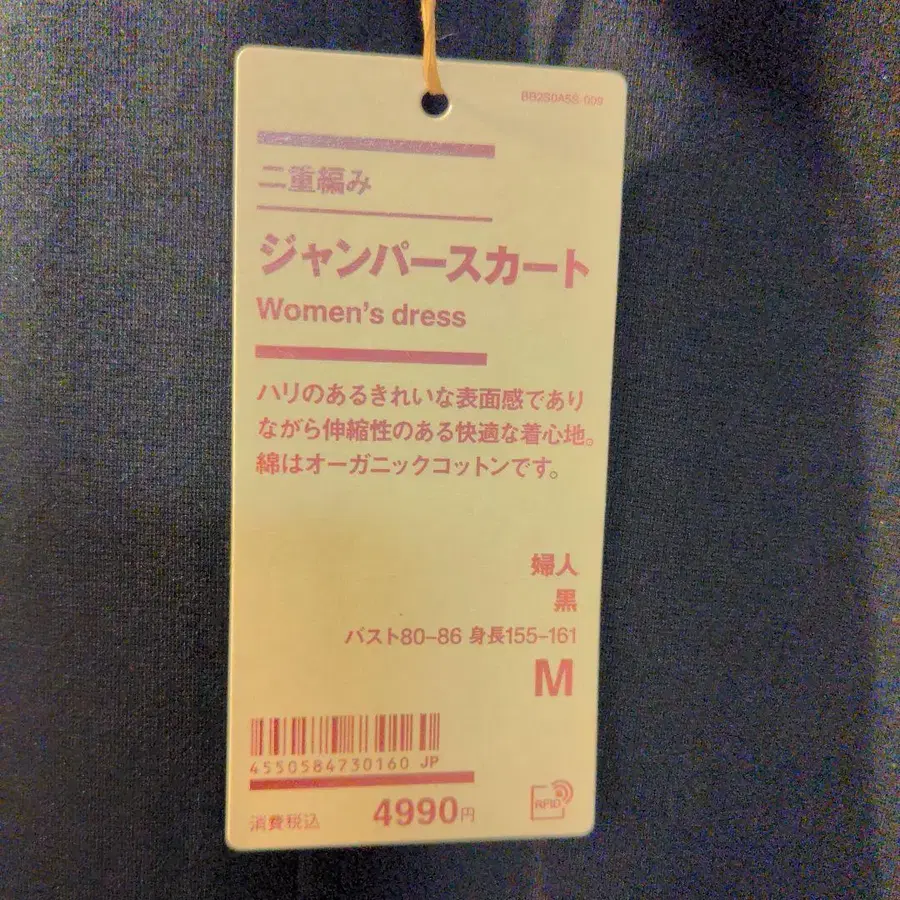 BB2S0A5S 009
二重編み
ジャンパースカート
Women's dress
ハリのあるきれいな表面感であり
ながら伸縮性のある快適な着心地。
綿はオーガニックコットンです。
婦人
黒
バスト80-86 身長155-161
M
4550584730160 JP
消費税込 4990円
RFID